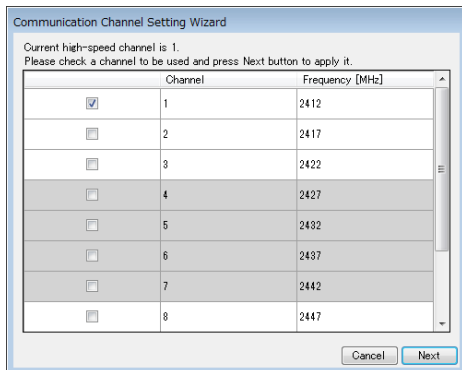 Communication Channel Setting Wizard
Current high-speed channel is 1.
Please check a channel to be used and press Next button to apply it.
Channel Frequency [MHz]
1 2412
2 2417
3 2422
4 2427
5 2432
6 2437
7 2442
8 2447
Cancel Next